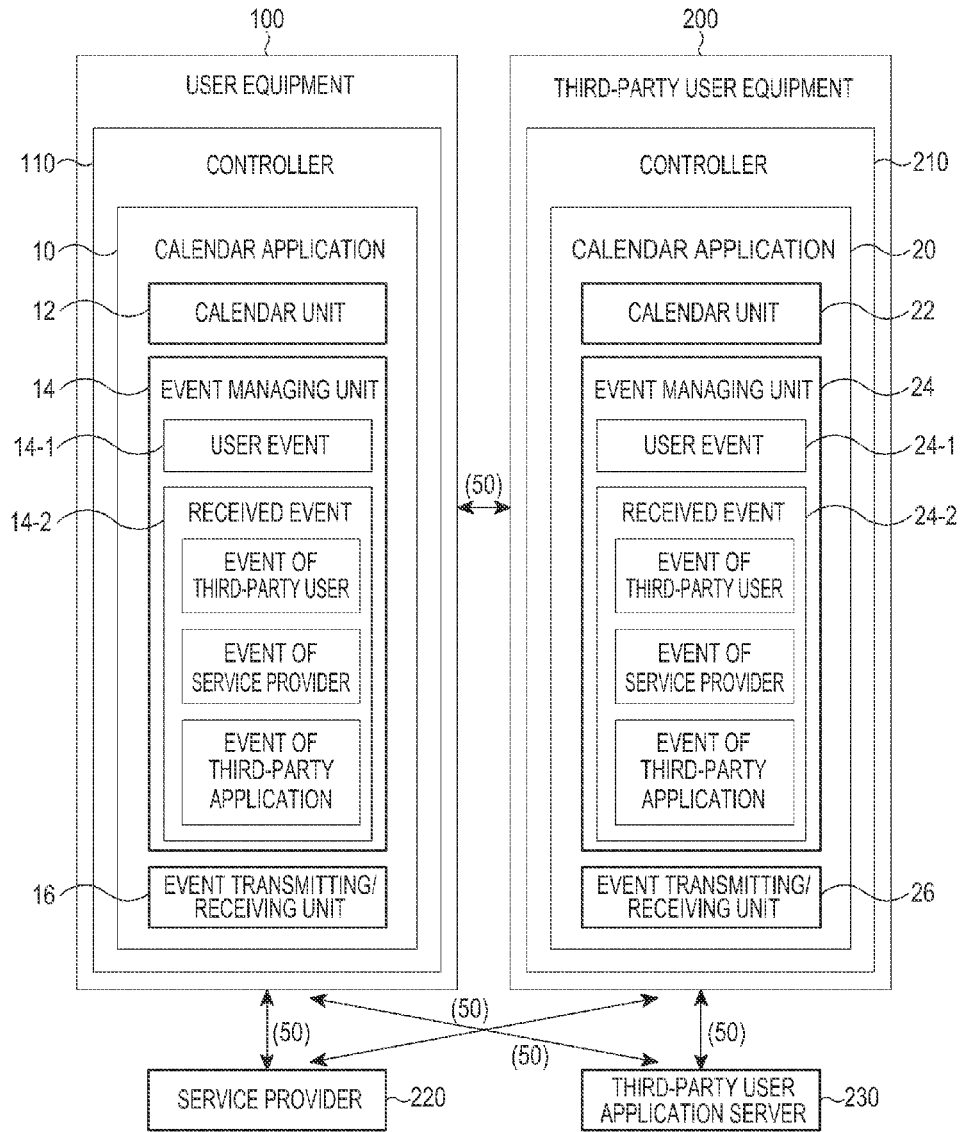 100
200
USER EQUIPMENT
THIRD-PARTY USER EQUIPMENT
110
CONTROLLER
CONTROLLER
210
10
CALENDAR APPLICATION
CALENDAR APPLICATION
20
12
CALENDAR UNIT
CALENDAR UNIT
22
14
EVENT MANAGING UNIT
EVENT MANAGING UNIT
24
14-1
USER EVENT
USER EVENT
24-1
(50)
14-2
RECEIVED EVENT
RECEIVED EVENT
24-2
EVENT OF
THIRD-PARTY USER
EVENT OF
THIRD-PARTY USER
EVENT OF
SERVICE PROVIDER
EVENT OF
SERVICE PROVIDER
EVENT OF
THIRD-PARTY
APPLICATION
EVENT OF
THIRD-PARTY
APPLICATION
16
EVENT TRANSMITTING/
RECEIVING UNIT
EVENT TRANSMITTING/
RECEIVING UNIT
26
(50)
(50)
(50)
(50)
SERVICE PROVIDER
220
THIRD-PARTY USER
APPLICATION SERVER
230